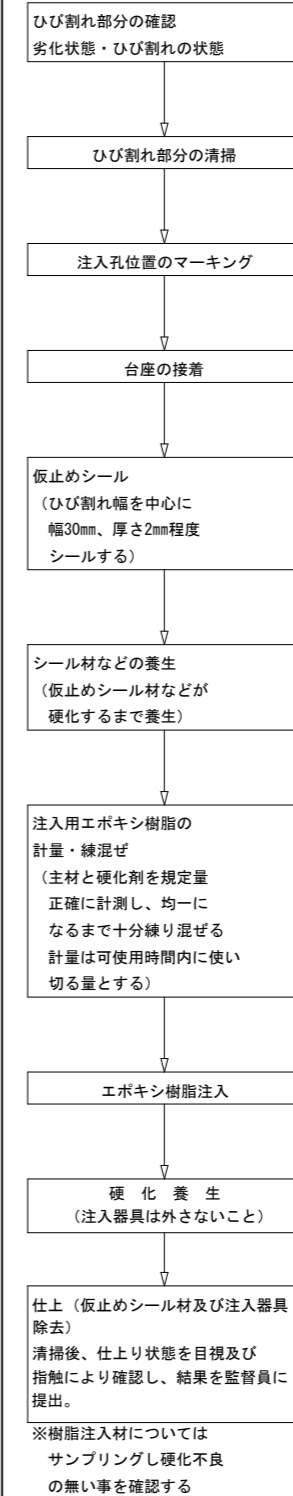 ひび割れ部分の確認
劣化状態・ひび割れの状態
ひび割れ部分の清掃
注入孔位置のマーキング
台座の接着
仮止めシール
（ひび割れ幅を中心に
幅30㎜、厚さ2㎜程度
シールする）
シール材などの養生
（仮止めシール材などが
硬化するまで養生）
注入用エポキシ樹脂の
計量・練混ぜ
（主材と硬化剤を規定量
正確に計測し、均一に
なるまで十分練り混ぜる
計量は可使用時間内に使い
切る量とする）
エポキシ樹脂注入
硬　化　養　生
（注入器具は外さないこと）
仕上（仮止めシール材及び注入器具
除去）
清掃後、仕上り状態を目視及び
指触により確認し、結果を監督員に
提出。
※樹脂注入材については
サンプリングし硬化不良
の無い事を確認する